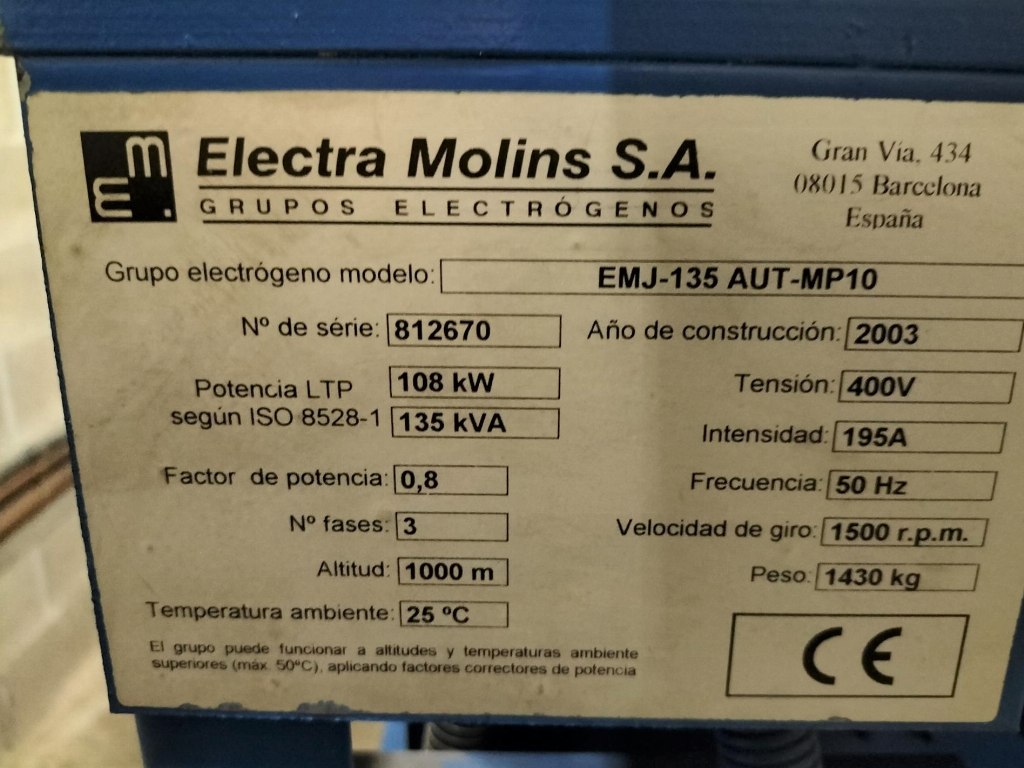 Electra Molins S.A.
GRUPOS ELECTRÓGENOS
Gran Vía, 434
08015 Barcelona
España
Grupo electrógeno modelo: EMJ-135 AUT-MP10
Nº de série: 812670 Año de construcción: 2003
Potencia LTP según ISO 8528-1 108 kW 135 kVA
Tensión: 400V
Intensidad: 195A
Factor de potencia: 0,8 Frecuencia: 50 Hz
Nº fases: 3 Velocidad de giro: 1500 r.p.m.
Altitud: 1000 m Peso: 1430 kg
Temperatura ambiente: 25 ºC
El grupo puede funcionar a altitudes y temperaturas ambiente
superiores (máx. 50ºC), aplicando factores correctores de potencia
CE